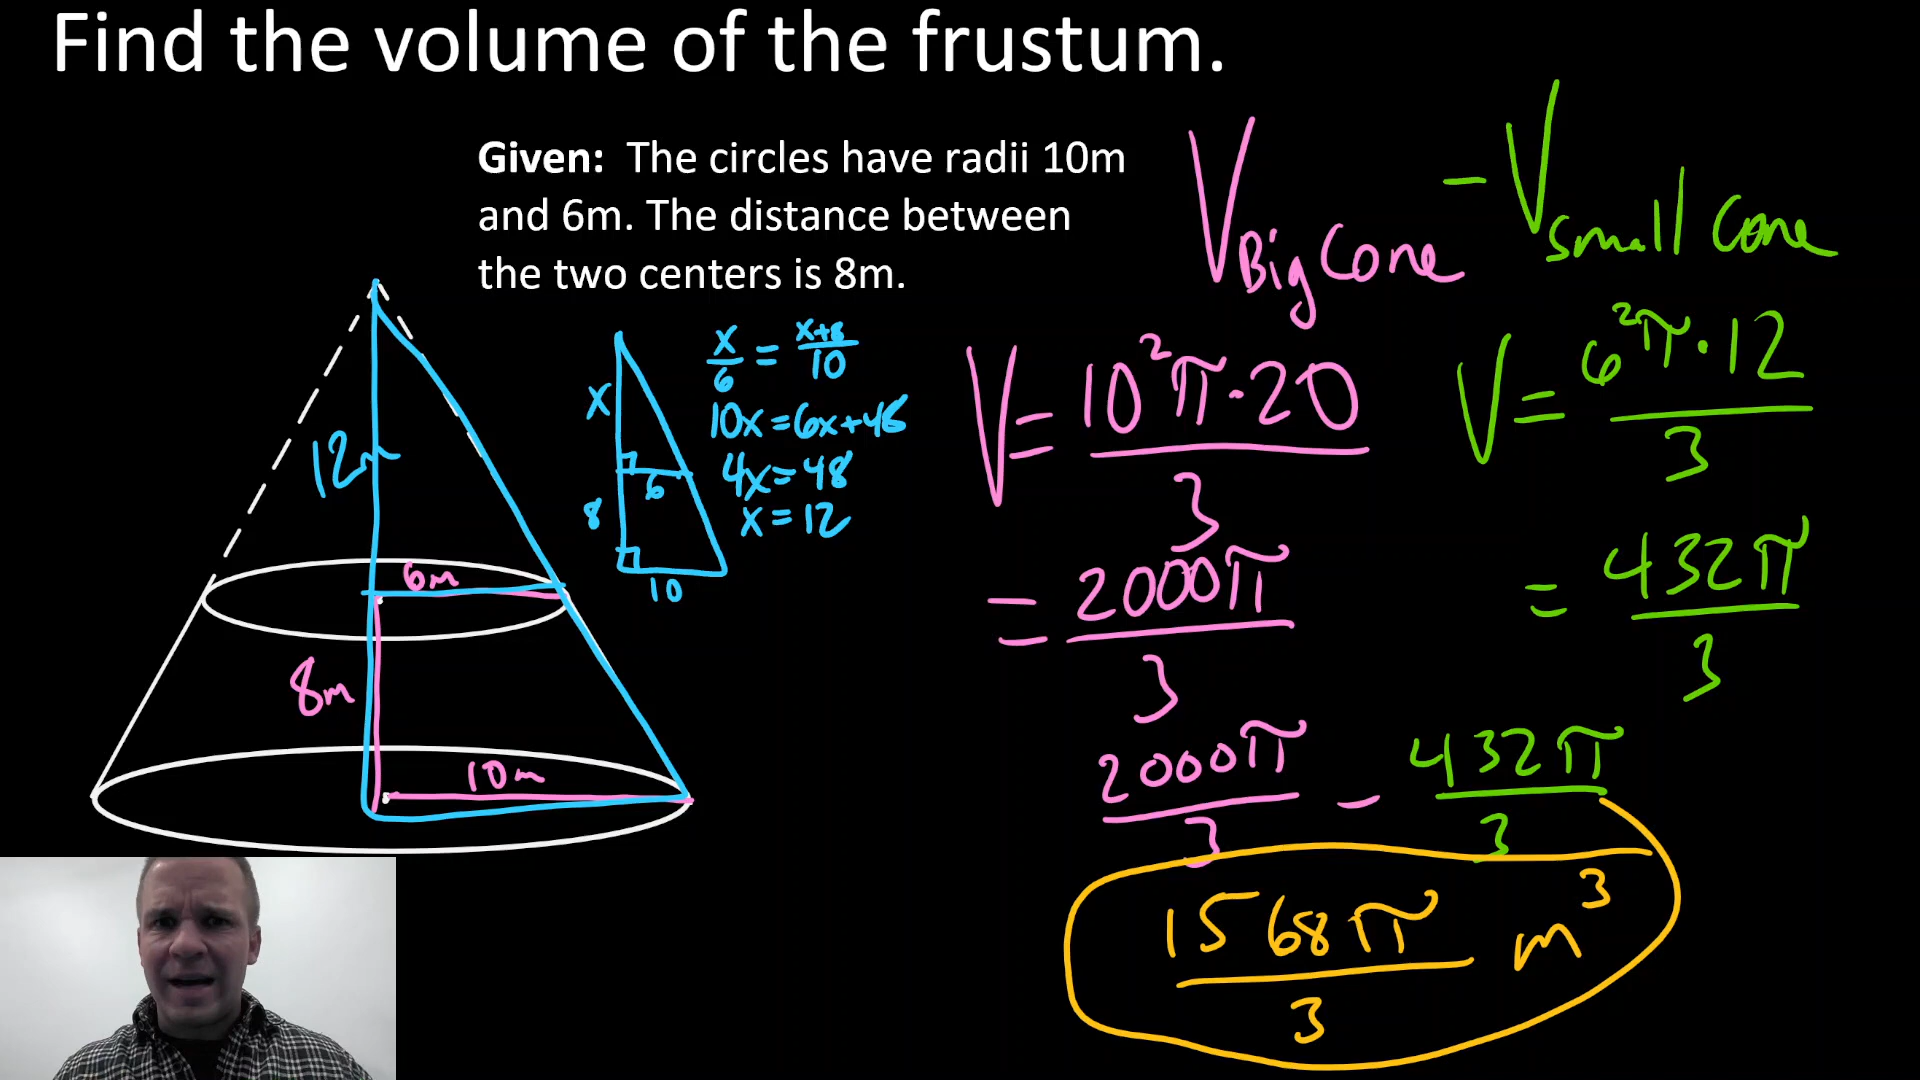 Find the volume of the frustum.
Given: The circles have radii 10m
and 6m. The distance between
the two centers is 8m.
12m
6m
8m
10m
x
6
8
10
x/6 = x+8/10
10x=6x+48
4x=48
x=12
V Big Cone - V small cone
V= 10²π·20/3
= 2000π/3
V= 6²π·12/3
= 432π/3
2000π/3 - 432π/3
1568π/3 m³